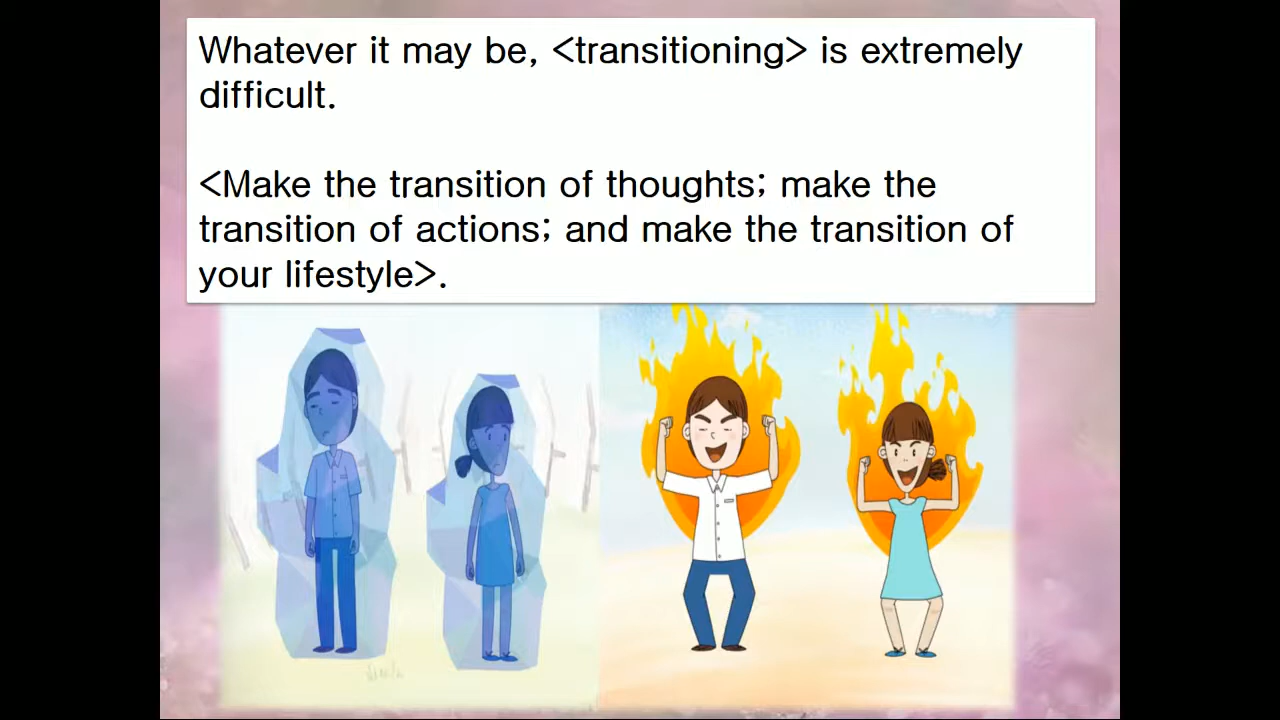 Whatever it may be, <transitioning> is extremely
difficult.
<Make the transition of thoughts; make the
transition of actions; and make the transition of
your lifestyle>.